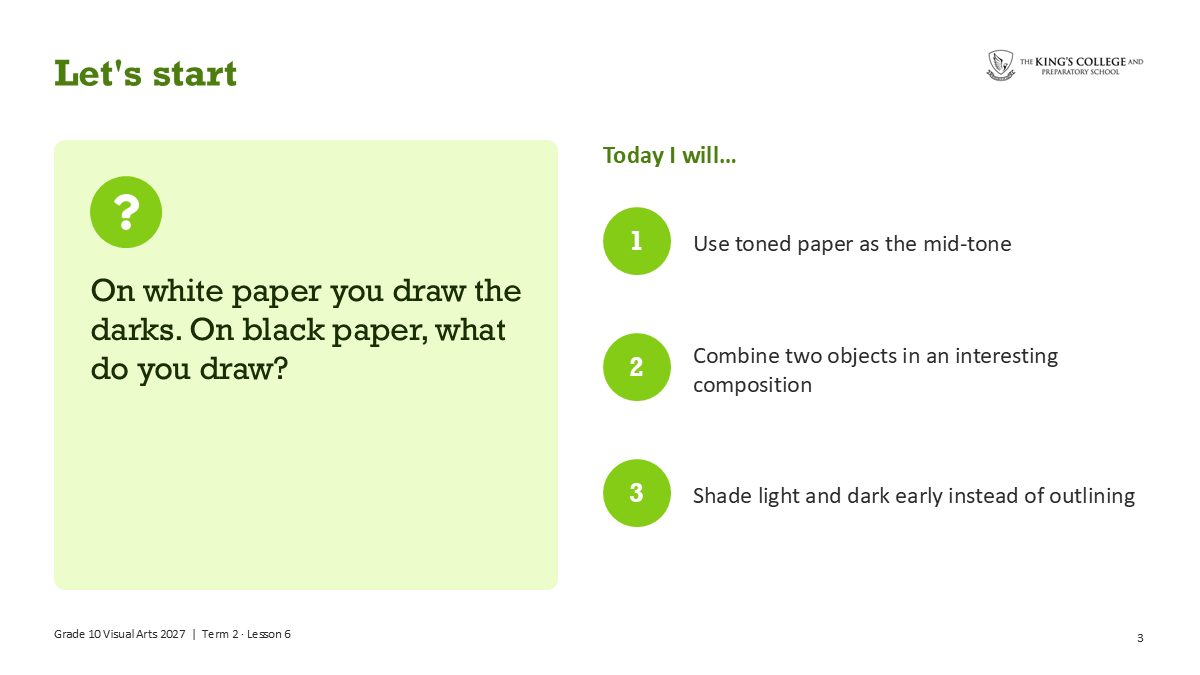 Let's start
THE KING'S COLLEGE AND
PREPARATORY SCHOOL
?
On white paper you draw the
darks. On black paper, what
do you draw?
Today I will...
1
Use toned paper as the mid-tone
2
Combine two objects in an interesting
composition
3
Shade light and dark early instead of outlining
Grade 10 Visual Arts 2027 | Term 2 · Lesson 6
3